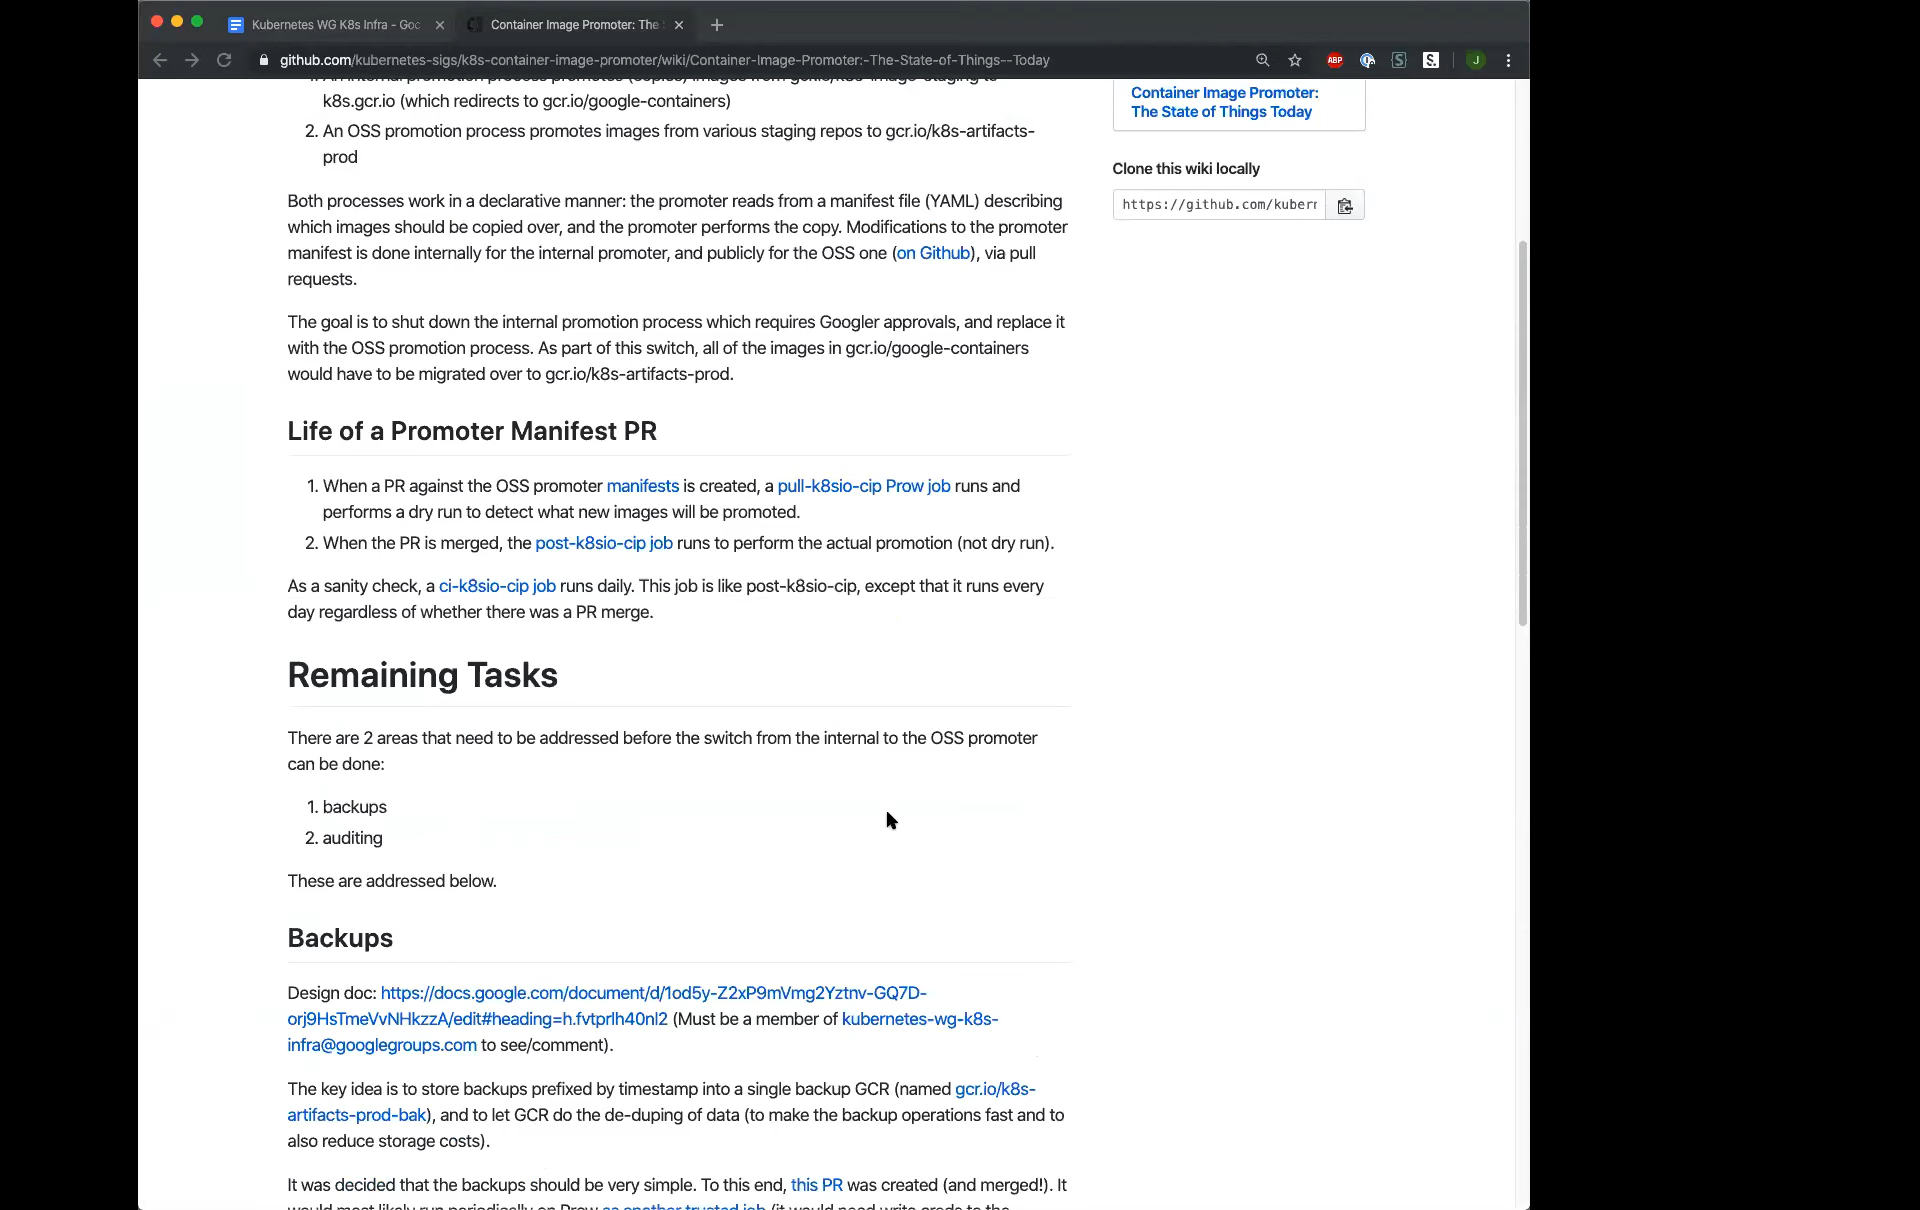 Kubernetes WG K8s Infra - Goo
Container Image Promoter: The
github.com/kubernetes-sigs/k8s-container-image-promoter/wiki/Container-Image-Promoter:-The-State-of-Things--Today
ABP
S
S.
J
1. An internal promotion process promotes (copies) images from gcr.io/k8s-image-staging to
k8s.gcr.io (which redirects to gcr.io/google-containers)
2. An OSS promotion process promotes images from various staging repos to gcr.io/k8s-artifacts-
prod
Both processes work in a declarative manner: the promoter reads from a manifest file (YAML) describing
which images should be copied over, and the promoter performs the copy. Modifications to the promoter
manifest is done internally for the internal promoter, and publicly for the OSS one (on Github), via pull
requests.
The goal is to shut down the internal promotion process which requires Googler approvals, and replace it
with the OSS promotion process. As part of this switch, all of the images in gcr.io/google-containers
would have to be migrated over to gcr.io/k8s-artifacts-prod.
Life of a Promoter Manifest PR
1. When a PR against the OSS promoter manifests is created, a pull-k8sio-cip Prow job runs and
performs a dry run to detect what new images will be promoted.
2. When the PR is merged, the post-k8sio-cip job runs to perform the actual promotion (not dry run).
As a sanity check, a ci-k8sio-cip job runs daily. This job is like post-k8sio-cip, except that it runs every
day regardless of whether there was a PR merge.
Remaining Tasks
There are 2 areas that need to be addressed before the switch from the internal to the OSS promoter
can be done:
1. backups
2. auditing
These are addressed below.
Backups
Design doc: https://docs.google.com/document/d/1od5y-Z2xP9mVmg2Yztnv-GQ7D-
orj9HsTmeVvNHkzzA/edit#heading=h.fvtprlh40nl2 (Must be a member of kubernetes-wg-k8s-
infra@googlegroups.com to see/comment).
The key idea is to store backups prefixed by timestamp into a single backup GCR (named gcr.io/k8s-
artifacts-prod-bak), and to let GCR do the de-duping of data (to make the backup operations fast and to
also reduce storage costs).
It was decided that the backups should be very simple. To this end, this PR was created (and merged!). It
would most likely run periodically on Prow as another trusted job (it would need write creds to the
Container Image Promoter:
The State of Things Today
Clone this wiki locally
https://github.com/kubern